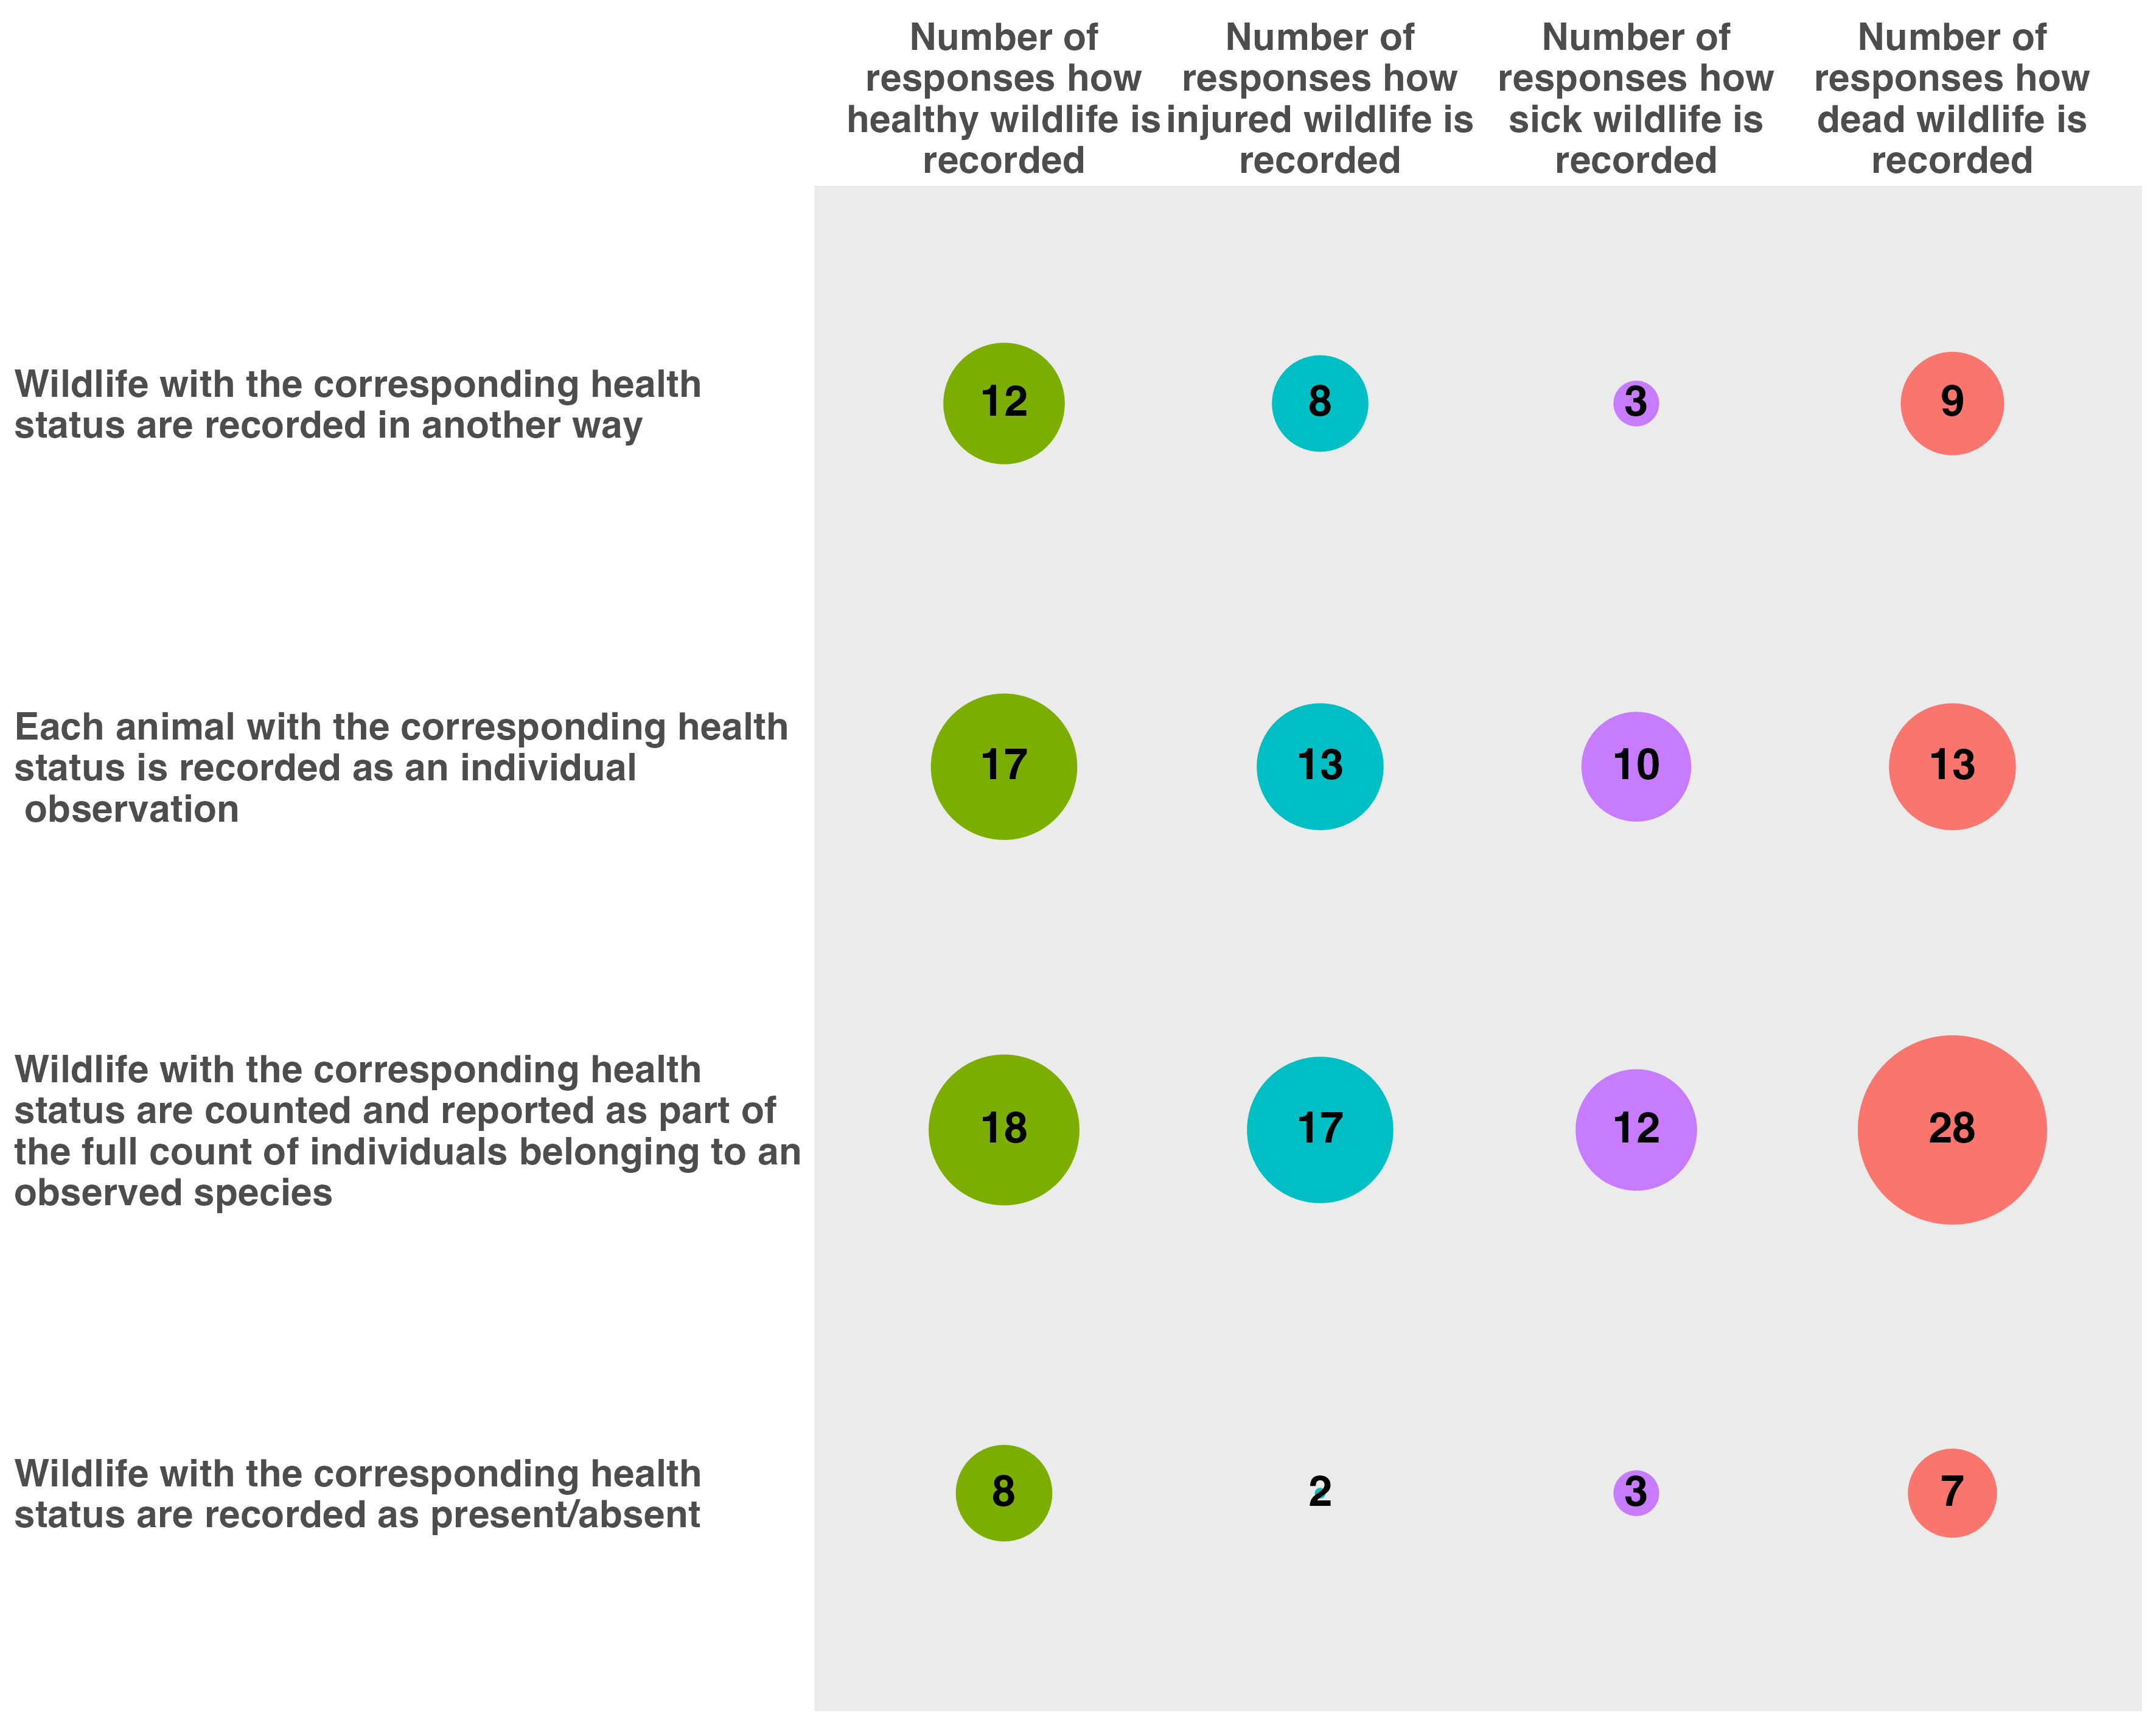 Number of
responses how
healthy wildlife is
recorded
Number of
responses how
injured wildlife is
recorded
Number of
responses how
sick wildlife is
recorded
Number of
responses how
dead wildlife is
recorded
Wildlife with the corresponding health
status are recorded in another way
12 8 3 9
Each animal with the corresponding health
status is recorded as an individual
observation
17 13 10 13
Wildlife with the corresponding health
status are counted and reported as part of
the full count of individuals belonging to an
observed species
18 17 12 28
Wildlife with the corresponding health
status are recorded as present/absent
8 2 3 7